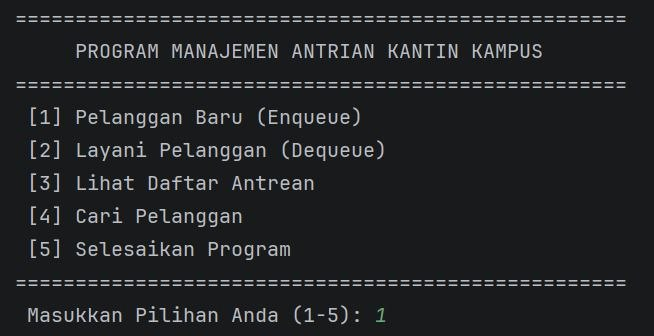 ===================================================
PROGRAM MANAJEMEN ANTRIAN KANTIN KAMPUS
===================================================
[1] Pelanggan Baru (Enqueue)
[2] Layani Pelanggan (Dequeue)
[3] Lihat Daftar Antrean
[4] Cari Pelanggan
[5] Selesaikan Program
===================================================
Masukkan Pilihan Anda (1-5): 1